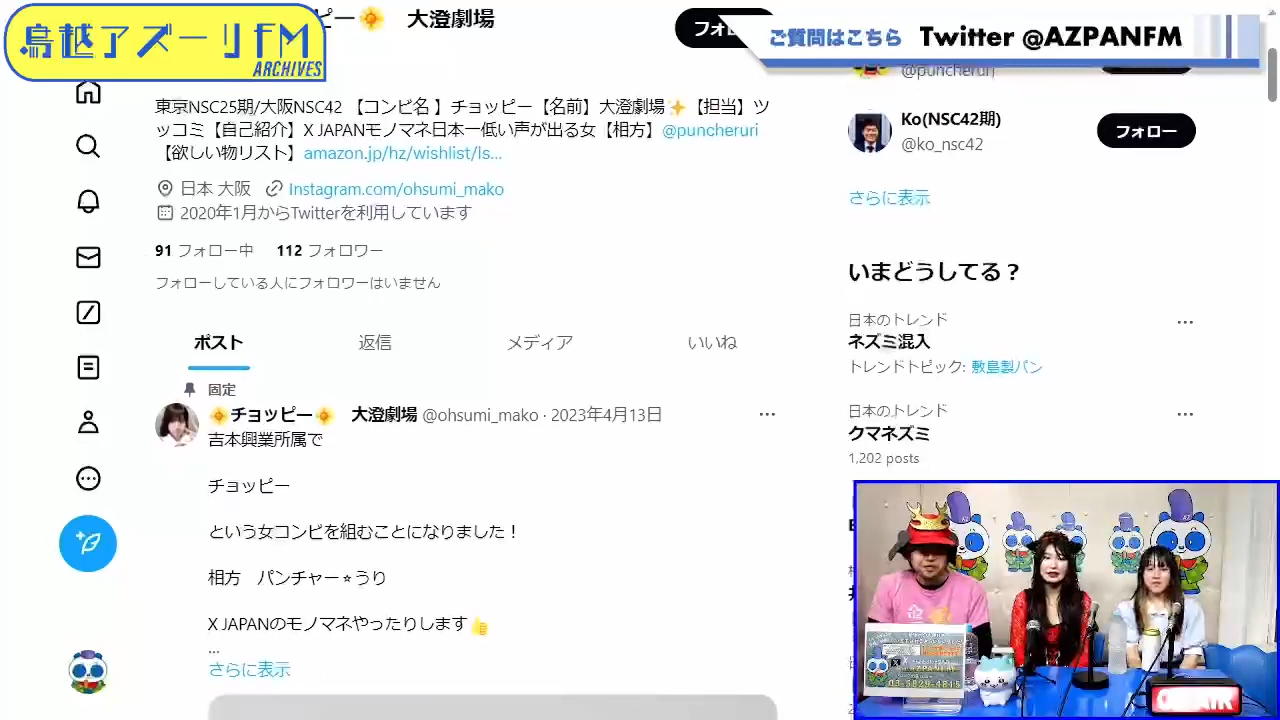 鳥越アズーリFM
ARCHIVES
ピー☀ 大澄劇場
フォロ
ご質問はこちら Twitter @AZPANFM
@puncheruri
東京NSC25期/大阪NSC42 【コンビ名 】チョッピー【名前】大澄劇場✨【担当】ツ
ッコミ【自己紹介】X JAPANモノマネ日本一低い声が出る女【相方】@puncheruri
【欲しい物リスト】amazon.jp/hz/wishlist/ls...
日本 大阪 Instagram.com/ohsumi_mako
2020年1月からTwitterを利用しています
91 フォロー中 112 フォロワー
フォローしている人にフォロワーはいません
ポスト 返信 メディア いいね
固定
☀チョッピー☀ 大澄劇場 @ohsumi_mako · 2023年4月13日
吉本興業所属で
チョッピー
という女コンビを組むことになりました！
相方 パンチャー⭐うり
X JAPANのモノマネやったりします👍
...
さらに表示
Ko(NSC42期)
@ko_nsc42
フォロー
さらに表示
いまどうしてる？
日本のトレンド
ネズミ混入
トレンドトピック: 敷島製パン
日本のトレンド
クマネズミ
1,202 posts
03-5829-4815